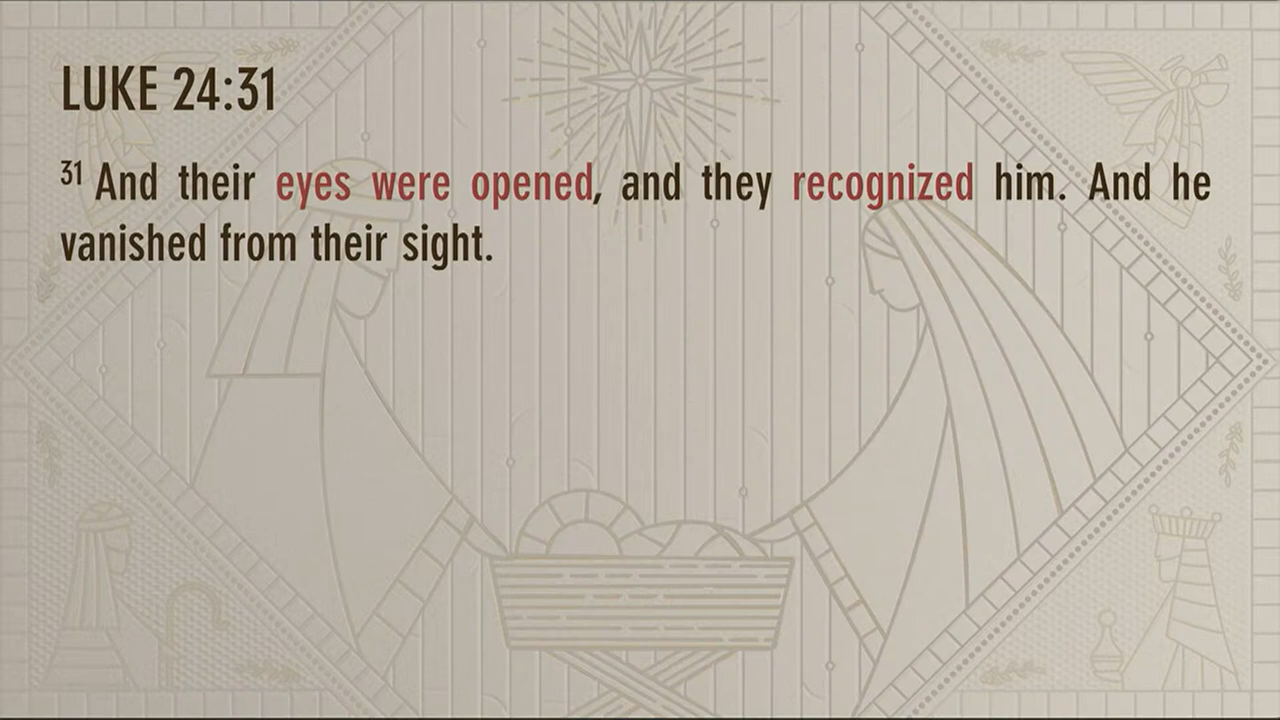 LUKE 24:31
31 And their eyes were opened, and they recognized him. And he
vanished from their sight.